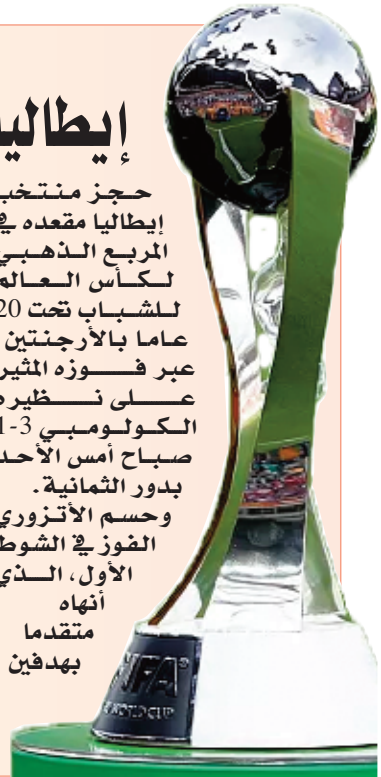 إيطاليا
حجز منتخب
إيطاليا مقعده في
المربع الذهبي
لكأس العالم
للشباب تحت 20
عاما بالأرجنتين
عبر فوزه المثير
على نظيره
الكولومبي 3-1
صباح أمس الأحد
بدور الثمانية.
وحسم الأتزوري
الفوز في الشوط
الأول، الذي
أنهاه
متقدما
بهدفين
FIFA
WORLD CUP